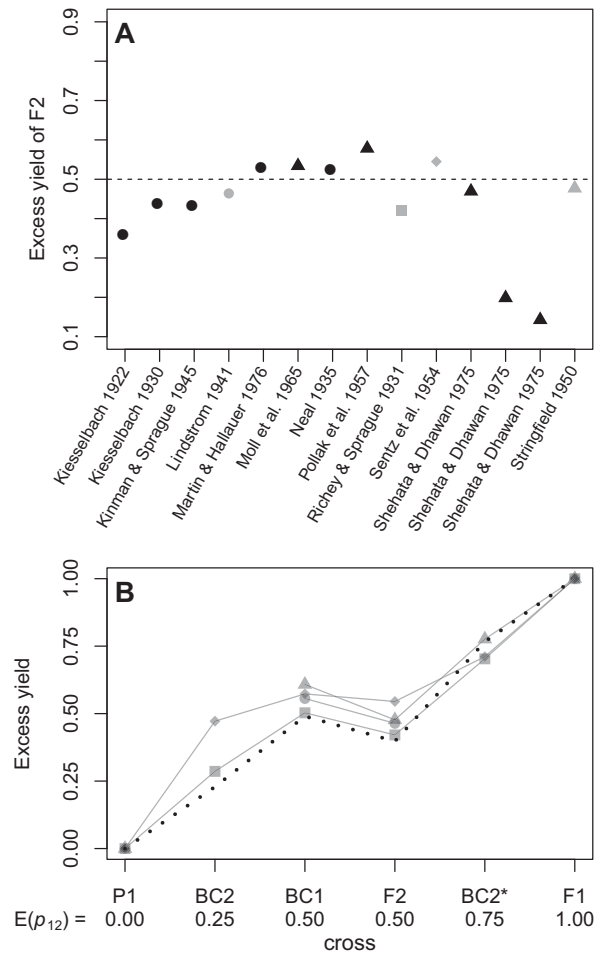 A
Excess yield of F2
0.9
0.7
0.5
0.3
0.1
Kiesselbach 1922
Kiesselbach 1930
Kinman & Sprague 1945
Lindstrom 1941
Martin & Hallauer 1976
Moll et al. 1965
Neal 1935
Pollak et al. 1957
Richey & Sprague 1931
Sentz et al. 1954
Shehata & Dhawan 1975
Shehata & Dhawan 1975
Shehata & Dhawan 1975
Stringfield 1950
B
Excess yield
1.00
0.75
0.50
0.25
0.00
P1 BC2 BC1 F2 BC2* F1
E(p12) = 0.00 0.25 0.50 0.50 0.75 1.00
cross